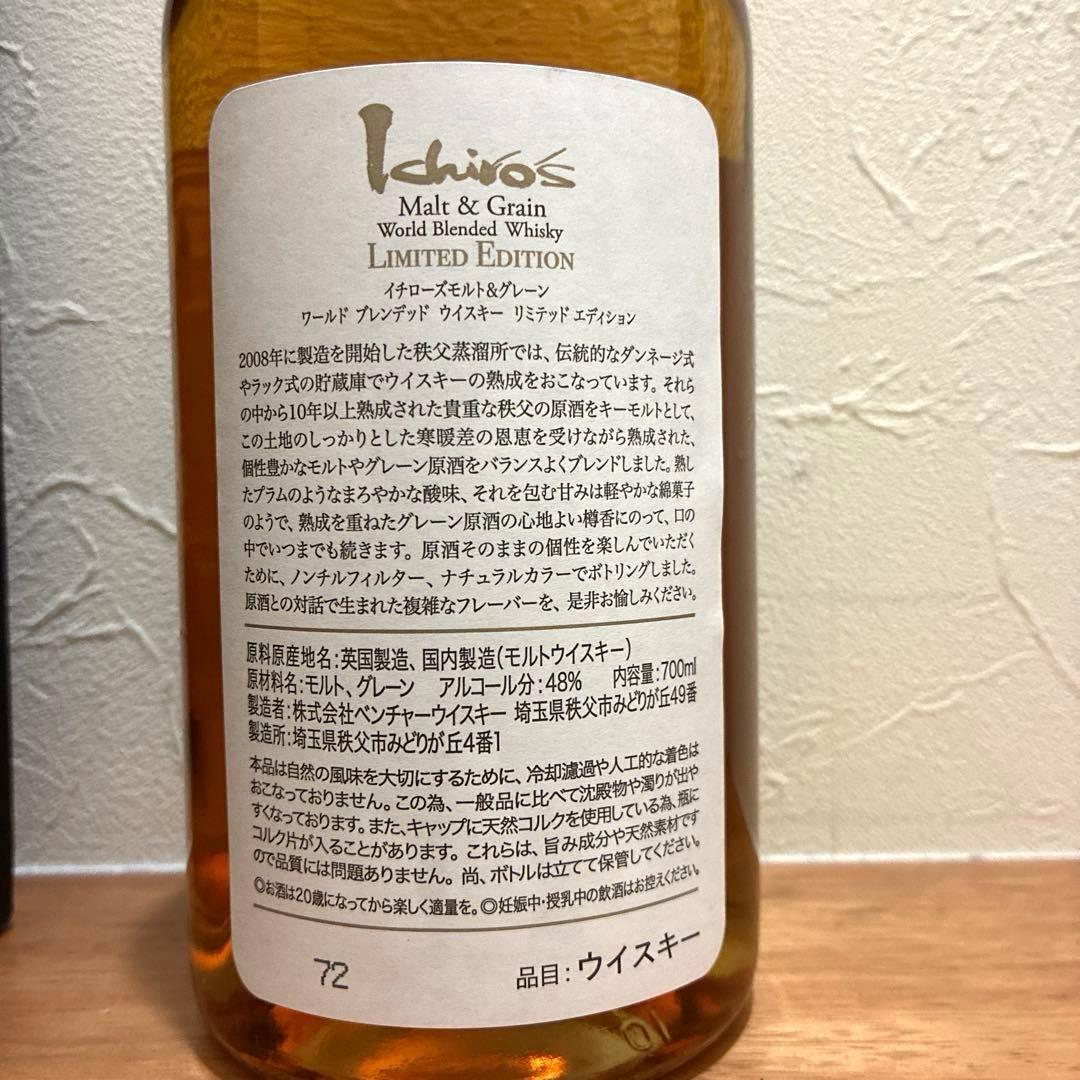 Ichiro's
Malt & Grain
World Blended Whisky
LIMITED EDITION
イチローズモルト&グレーン
ワールド ブレンデッド ウイスキー リミテッド エディション
2008年に製造を開始した秩父蒸溜所では、伝統的なダンネージ式
やラック式の貯蔵庫でウイスキーの熟成をおこなっています。それら
の中から10年以上熟成された貴重な秩父の原酒をキーモルトとして、
この土地のしっかりとした寒暖差の恩恵を受けながら熟成された、
個性豊かなモルトやグレーン原酒をバランスよくブレンドしました。熟し
たプラムのようなまろやかな酸味、それを包む甘みは軽やかな綿菓子
のようで、熟成を重ねたグレーン原酒の心地よい樽香にのって、口の
中でいつまでも続きます。原酒そのままの個性を楽しんでいただく
ために、ノンチルフィルター、ナチュラルカラーでボトリングしました。
原酒との対話で生まれた複雑なフレーバーを、是非お愉しみください。
原料原産地名:英国製造、国内製造(モルトウイスキー)
原材料名:モルト、グレーン アルコール分:48% 内容量:700ml
製造者:株式会社ベンチャーウイスキー 埼玉県秩父市みどりが丘49番
製造所:埼玉県秩父市みどりが丘4番1
本品は自然の風味を大切にするために、冷却濾過や人工的な着色は
おこなっておりません。この為、一般品に比べて沈殿物や濁りが出や
すくなっております。また、キャップに天然コルクを使用している為、瓶に
コルク片が入ることがあります。これらは、旨み成分や天然素材です
ので品質には問題ありません。尚、ボトルは立てて保管してください。
◎お酒は20歳になってから楽しく適量を。◎妊娠中・授乳中の飲酒はお控えください。
72
品目:ウイスキー